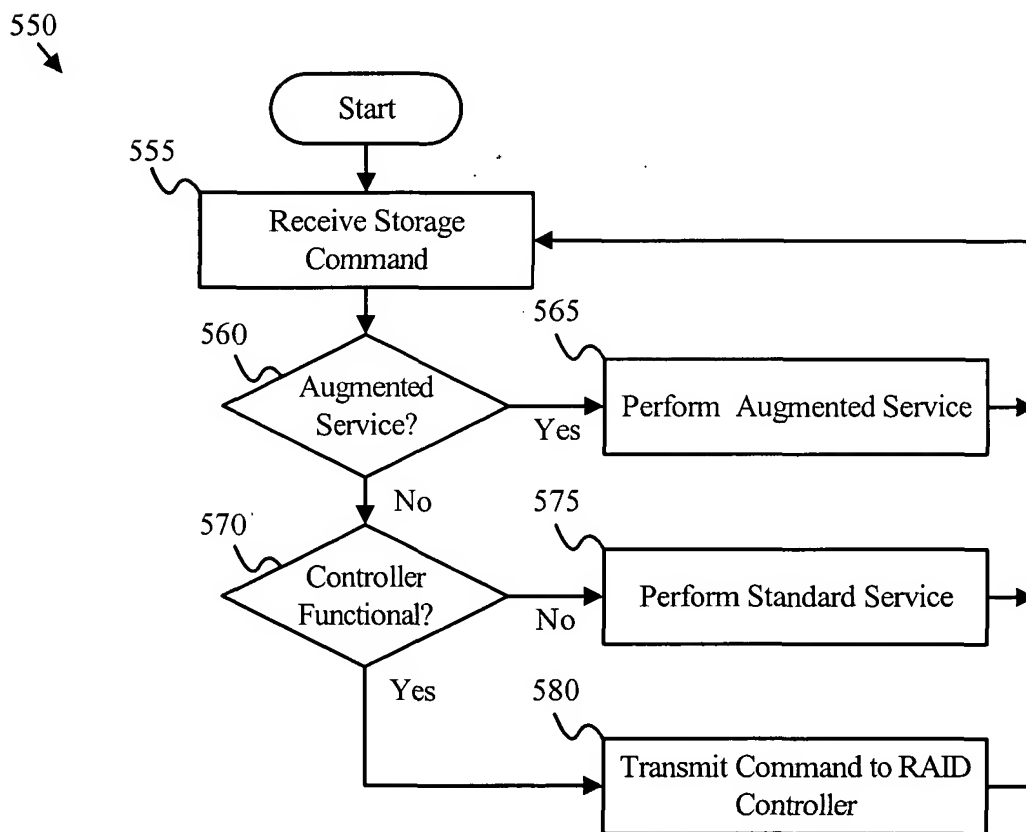 550
Start
555
Receive Storage
Command
560
Augmented
Service?
Yes
565
Perform Augmented Service
No
570
Controller
Functional?
No
575
Perform Standard Service
Yes
580
Transmit Command to RAID
Controller